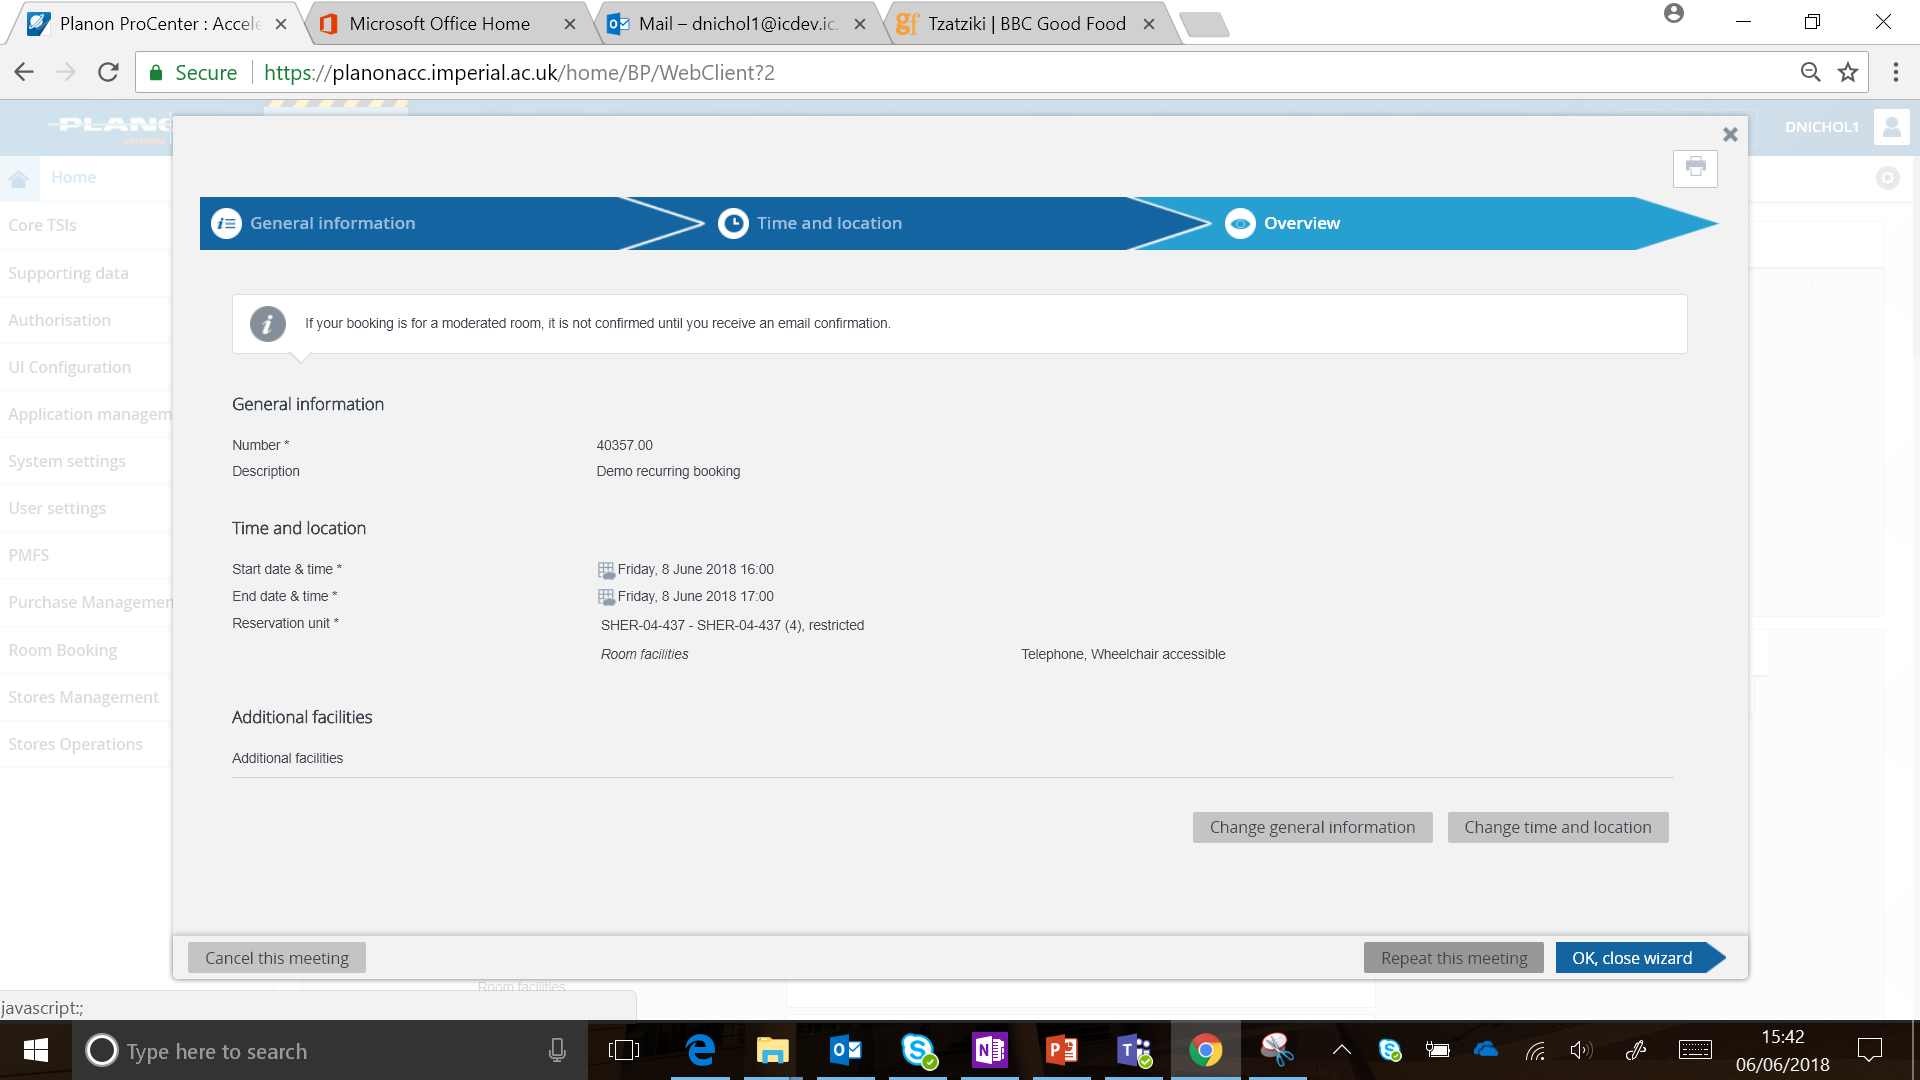 Planon ProCenter : Accele
Microsoft Office Home
Mail – dnichol1@icdev.ic.
Tzatziki | BBC Good Food
Secure
https://planonacc.imperial.ac.uk/home/BP/WebClient?2
DNICHOL1
Home
Core TSIs
Supporting data
Authorisation
UI Configuration
Application managem
System settings
User settings
PMFS
Purchase Managemen
Room Booking
Stores Management
Stores Operations
General information
Time and location
Overview
If your booking is for a moderated room, it is not confirmed until you receive an email confirmation.
General information
Number *
40357.00
Description
Demo recurring booking
Time and location
Start date & time *
Friday, 8 June 2018 16:00
End date & time *
Friday, 8 June 2018 17:00
Reservation unit *
SHER-04-437 - SHER-04-437 (4), restricted
Room facilities
Telephone, Wheelchair accessible
Additional facilities
Additional facilities
Change general information
Change time and location
Cancel this meeting
Repeat this meeting
OK, close wizard
Room facilities
javascript:;
Type here to search
15:42
06/06/2018